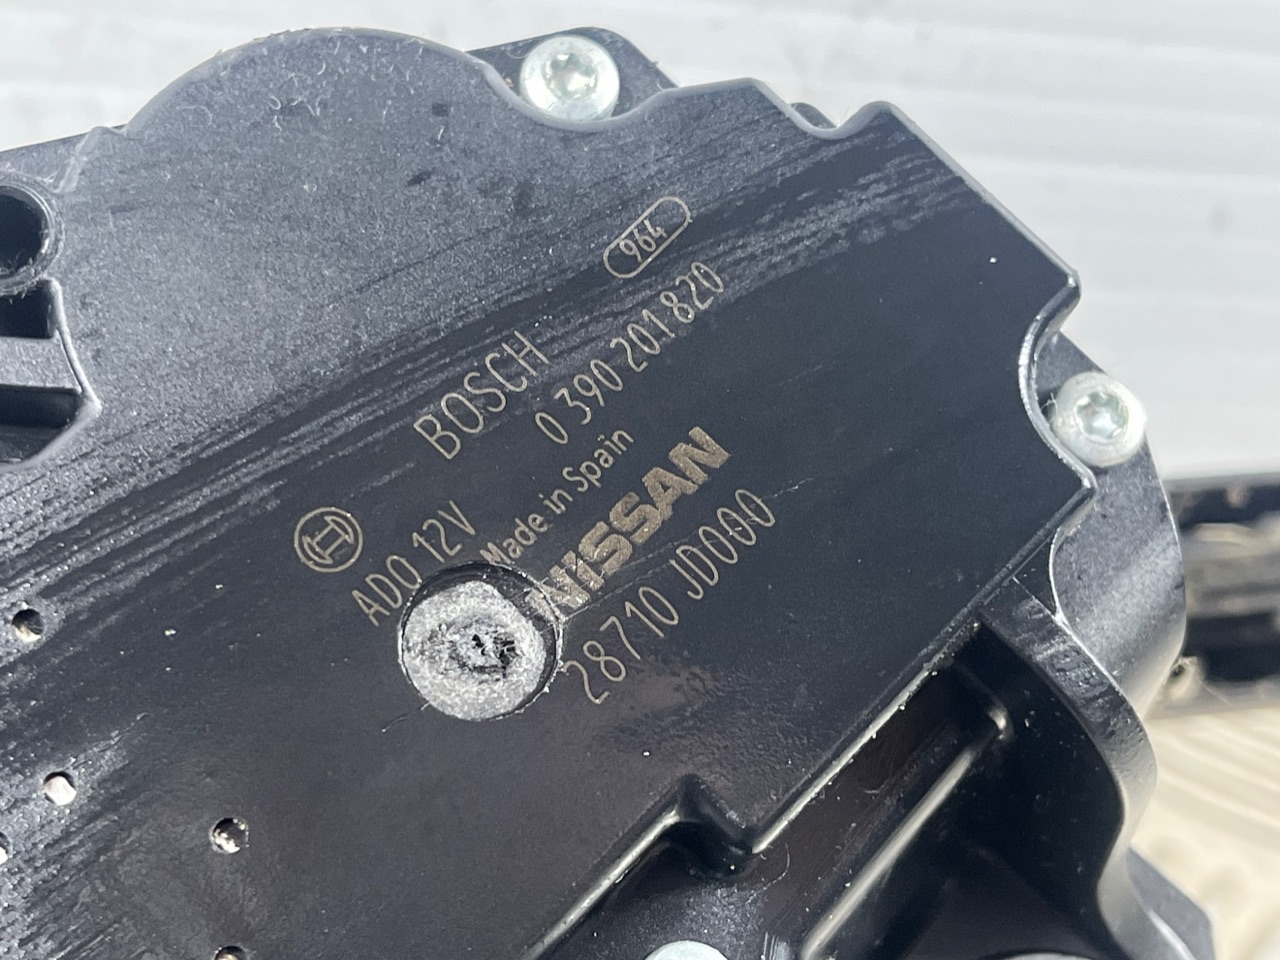 964
BOSCH
0 390 201 820
AD0 12V
Made in Spain
NISSAN
28710 JD000